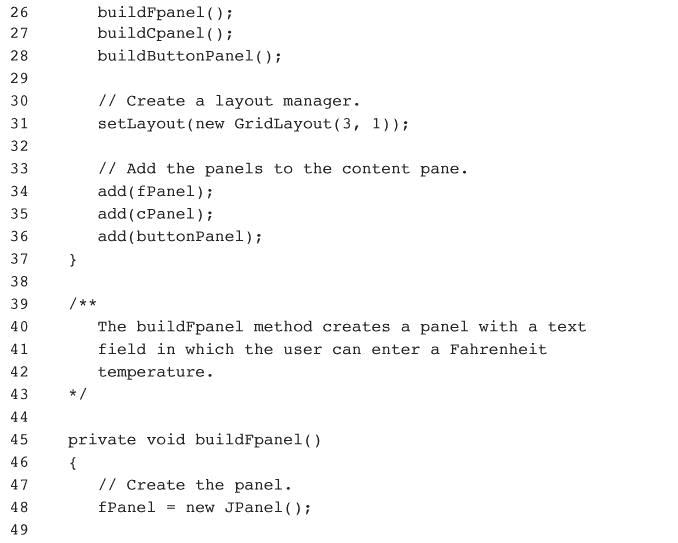 26 buildFpanel();
27 buildCpanel();
28 buildButtonPanel();
29
30 // Create a layout manager.
31 setLayout(new GridLayout(3, 1));
32
33 // Add the panels to the content pane.
34 add(fPanel);
35 add(cPanel);
36 add(buttonPanel);
37 }
38
39 /**
40 The buildFpanel method creates a panel with a text
41 field in which the user can enter a Fahrenheit
42 temperature.
43 */
44
45 private void buildFpanel()
46 {
47 // Create the panel.
48 fPanel = new JPanel();
49